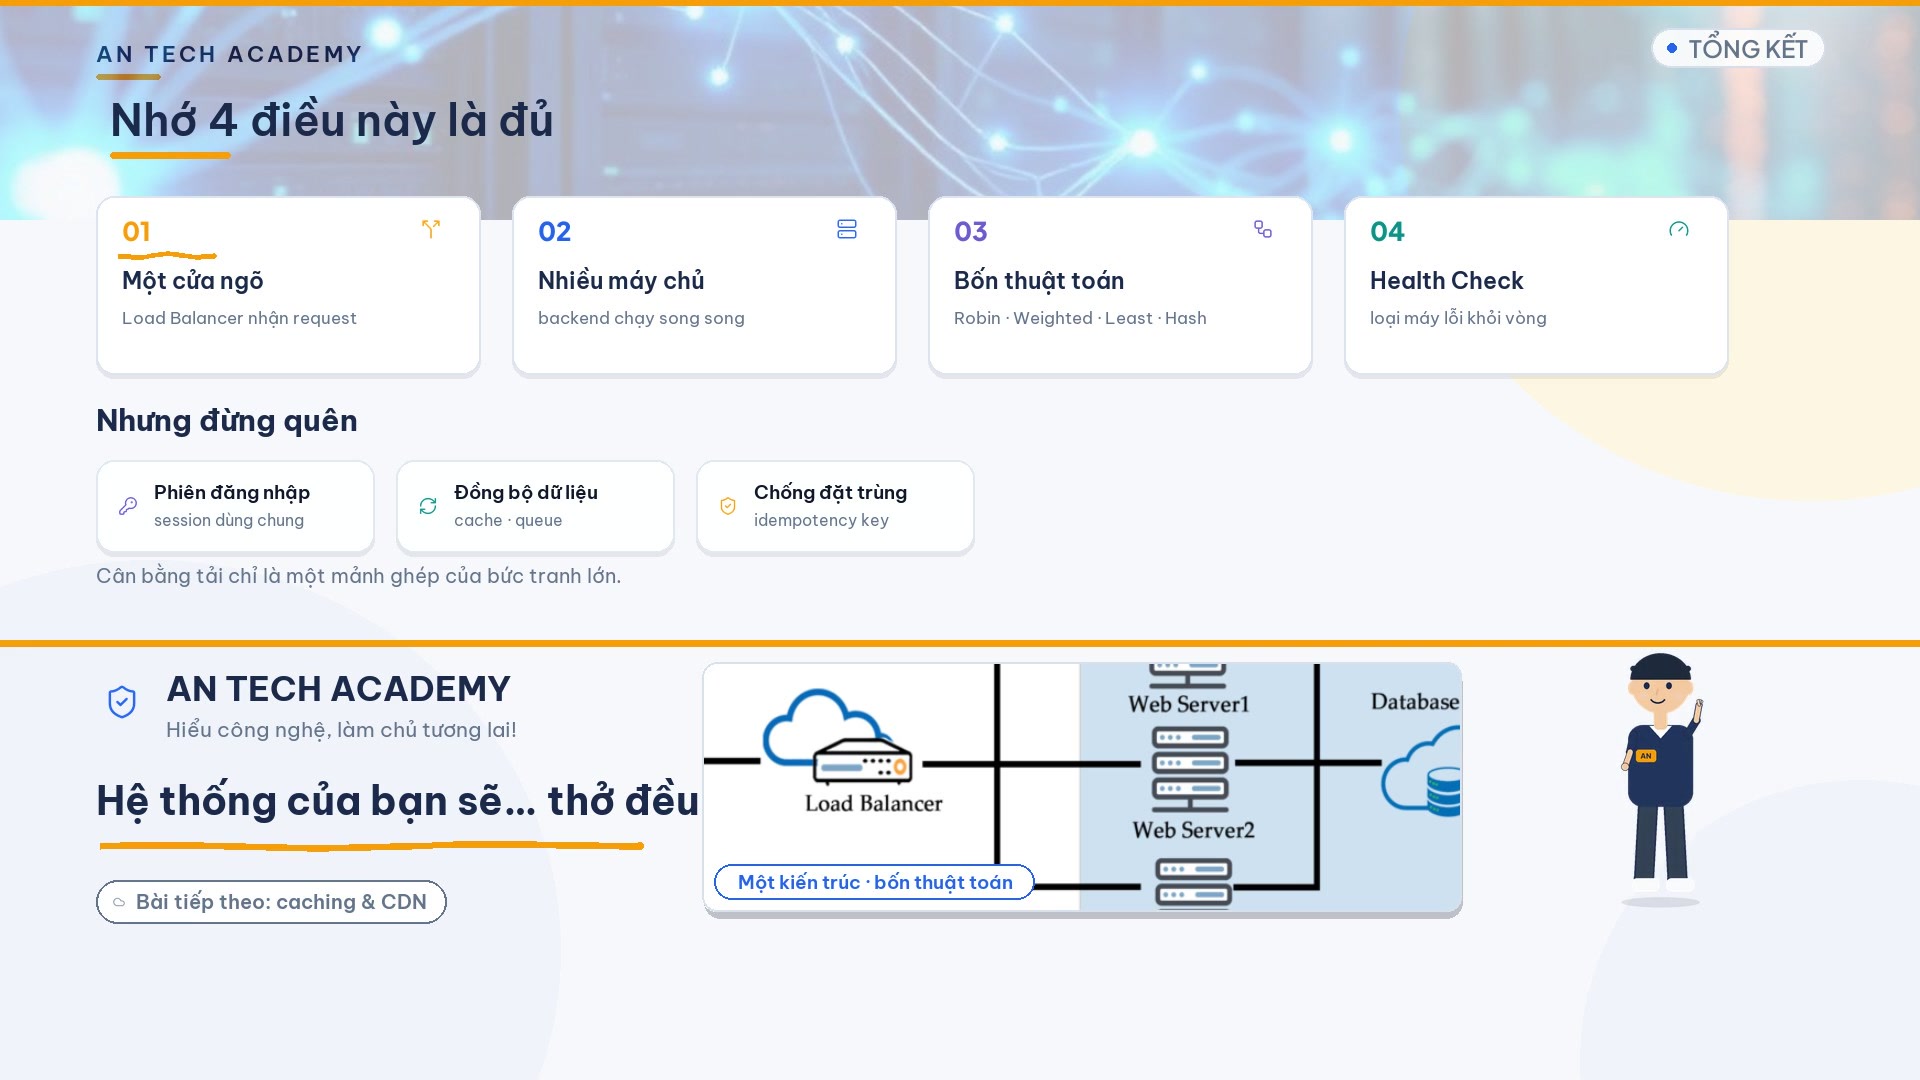 AN TECH ACADEMY
TỔNG KẾT
Nhớ 4 điều này là đủ
01
Một cửa ngõ
Load Balancer nhận request
02
Nhiều máy chủ
backend chạy song song
03
Bốn thuật toán
Robin · Weighted · Least · Hash
04
Health Check
loại máy lỗi khỏi vòng
Nhưng đừng quên
Phiên đăng nhập
session dùng chung
Đồng bộ dữ liệu
cache · queue
Chống đặt trùng
idempotency key
Cân bằng tải chỉ là một mảnh ghép của bức tranh lớn.
AN TECH ACADEMY
Hiểu công nghệ, làm chủ tương lai!
Hệ thống của bạn sẽ... thở đều
Bài tiếp theo: caching & CDN
Load Balancer
Web Server1
Web Server2
Database
Một kiến trúc · bốn thuật toán
AN